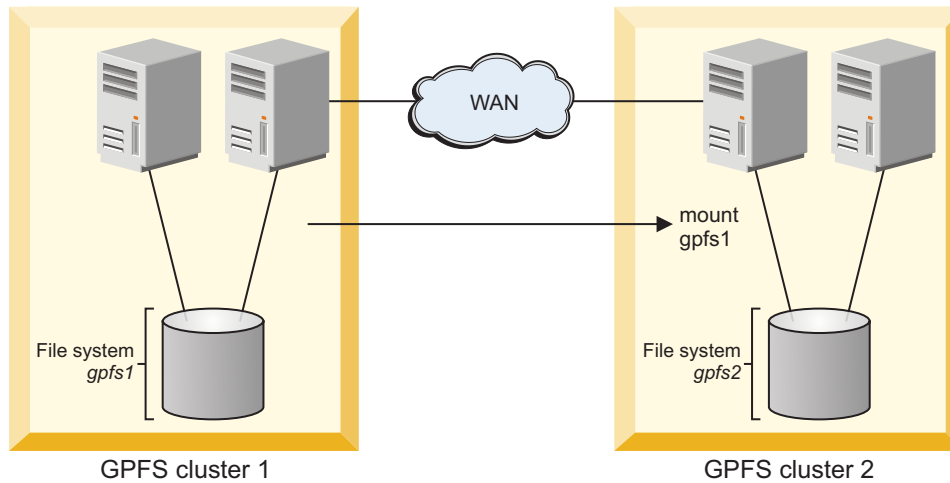 WAN
mount
gpfs1
File system
gpfs1
File system
gpfs2
GPFS cluster 1
GPFS cluster 2